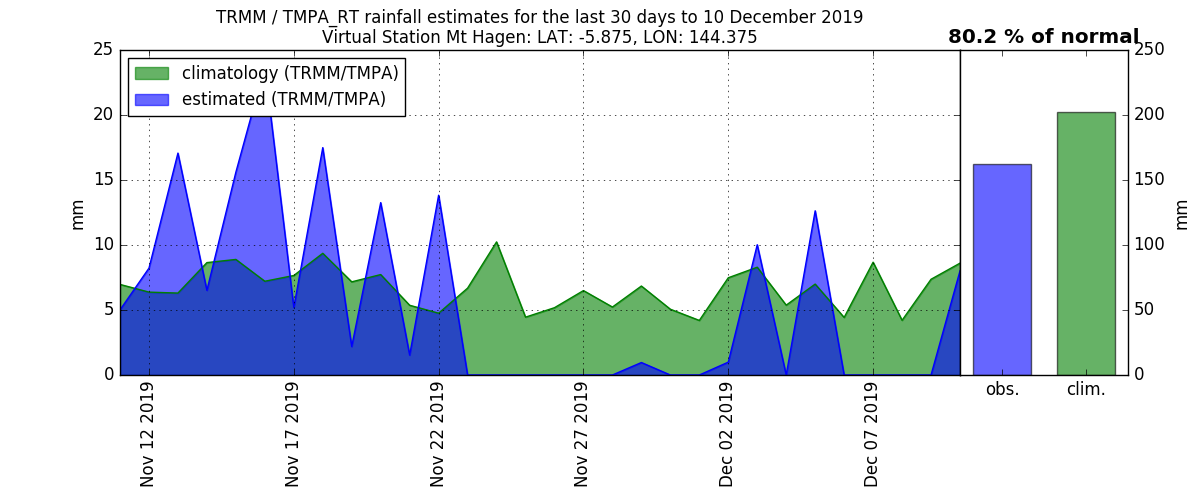 TRMM / TMPA_RT rainfall estimates for the last 30 days to 10 December 2019
Virtual Station Mt Hagen: LAT: -5.875, LON: 144.375
80.2 % of normal
climatology (TRMM/TMPA)
estimated (TRMM/TMPA)
25
20
15
10
5
0
mm
250
200
150
100
50
0
mm
Nov 12 2019
Nov 17 2019
Nov 22 2019
Nov 27 2019
Dec 02 2019
Dec 07 2019
obs.
clim.